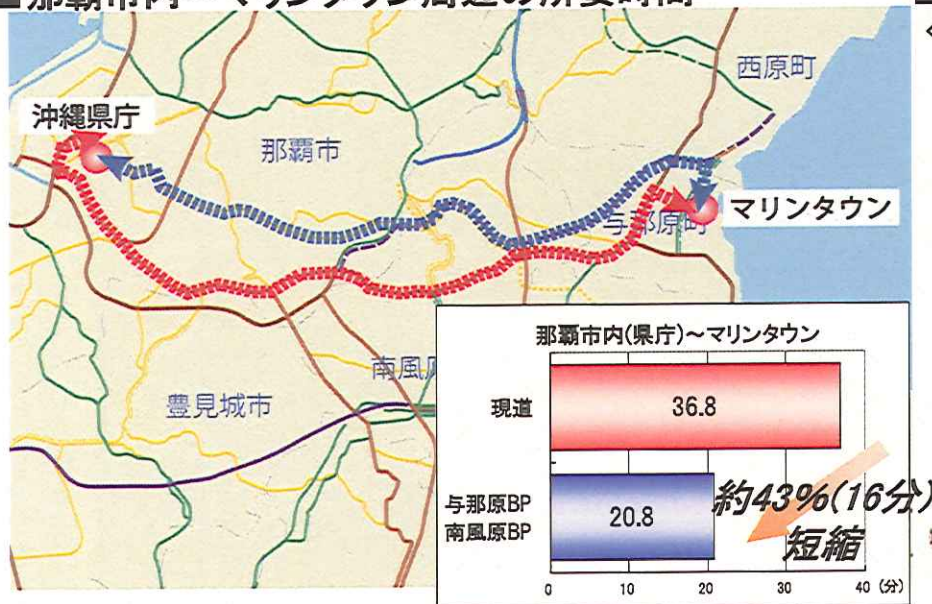 ■那覇市内~マリンタウン周辺の所要時間
西原町
沖縄県庁
那覇市
マリンタウン
与那原町
南風原
豊見城市
那覇市内(県庁)~マリンタウン
現道
36.8
与那原BP
南風原BP
20.8
約43%(16分)
短縮
0 10 20 30 40 (分)